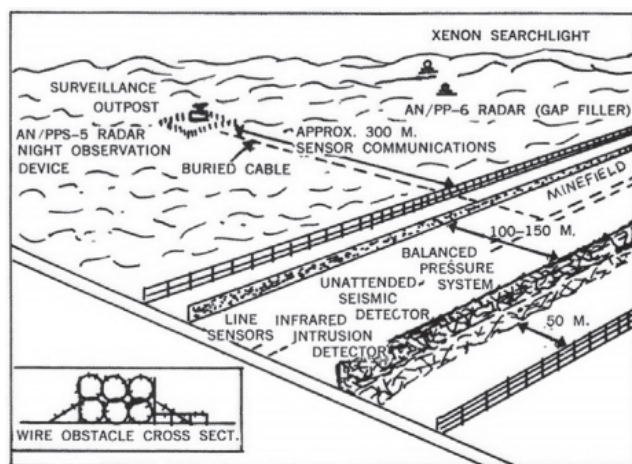 XENON SEARCHLIGHT
SURVEILLANCE
OUTPOST
AN/PP-6 RADAR (GAP FILLER)
AN/PPS-5 RADAR
NIGHT OBSERVATION
DEVICE
APPROX. 300 M.
SENSOR COMMUNICATIONS
BURIED CABLE
MINEFIELD
100-150 M.
BALANCED
PRESSURE
SYSTEM
UNATTENDED
SEISMIC
DETECTOR
LINE
SENSORS
INFRARED
INTRUSION
DETECTOR
50 M.
WIRE OBSTACLE CROSS SECT.